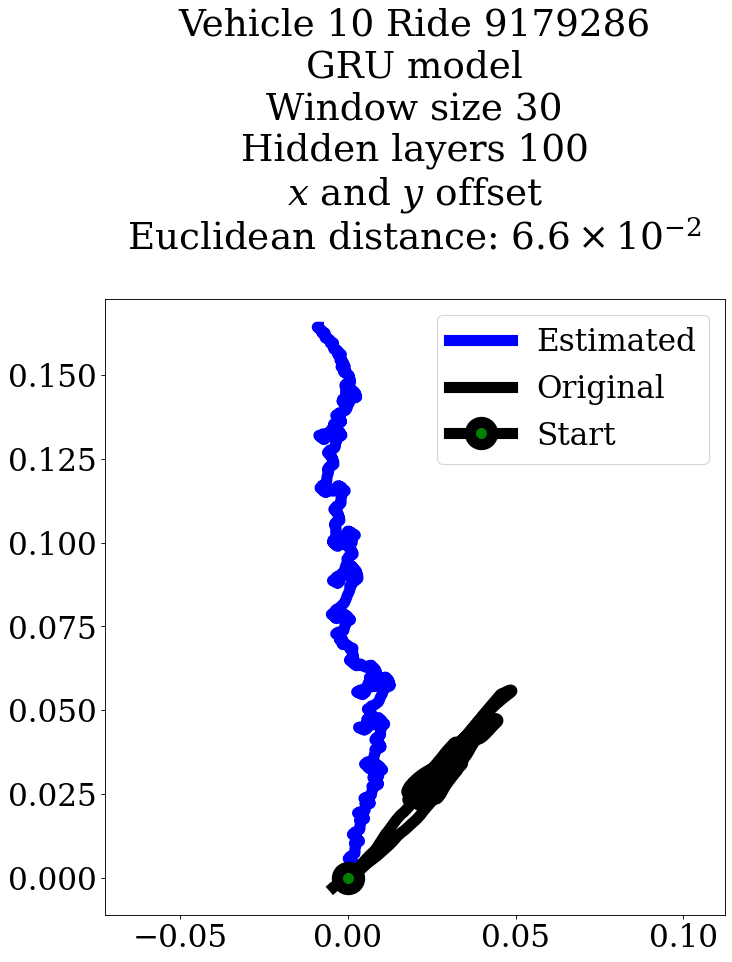 Vehicle 10 Ride 9179286
GRU model
Window size 30
Hidden layers 100
x and y offset
Euclidean distance: 6.6 × 10⁻²
Estimated
Original
Start
0.150
0.125
0.100
0.075
0.050
0.025
0.000
−0.05 0.00 0.05 0.10